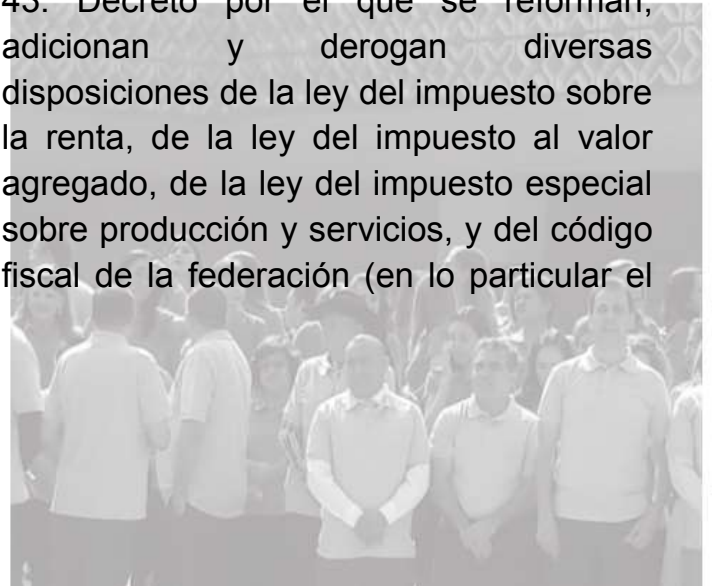 43. Decreto por el que se reforman,
adicionan y derogan diversas
disposiciones de la ley del impuesto sobre
la renta, de la ley del impuesto al valor
agregado, de la ley del impuesto especial
sobre producción y servicios, y del código
fiscal de la federación (en lo particular el